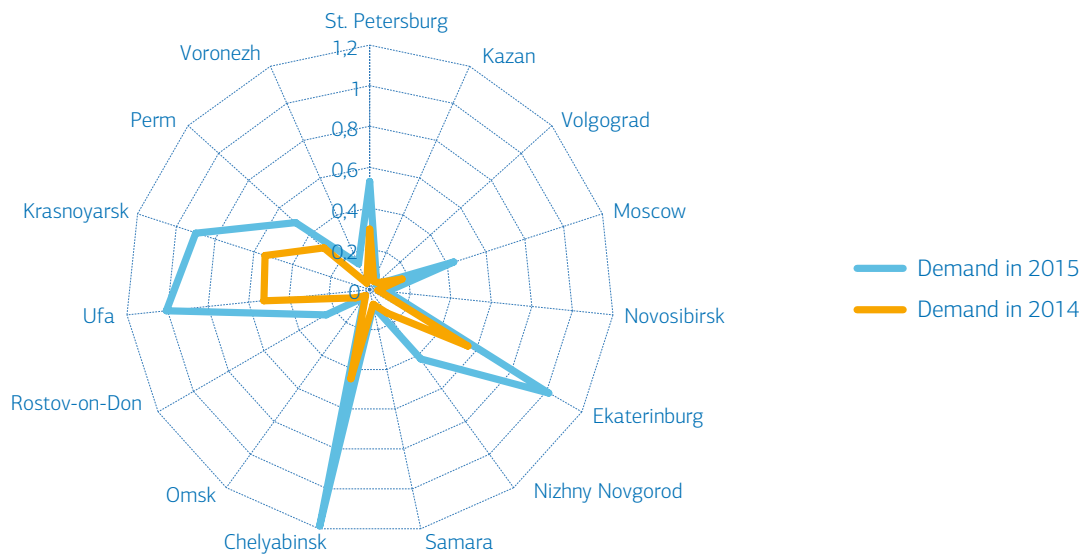 St. Petersburg
Kazan
Volgograd
Moscow
Novosibirsk
Ekaterinburg
Nizhny Novgorod
Samara
Chelyabinsk
Omsk
Rostov-on-Don
Ufa
Krasnoyarsk
Perm
Voronezh
1,2
1
0,8
0,6
0,4
0,2
0
Demand in 2015
Demand in 2014